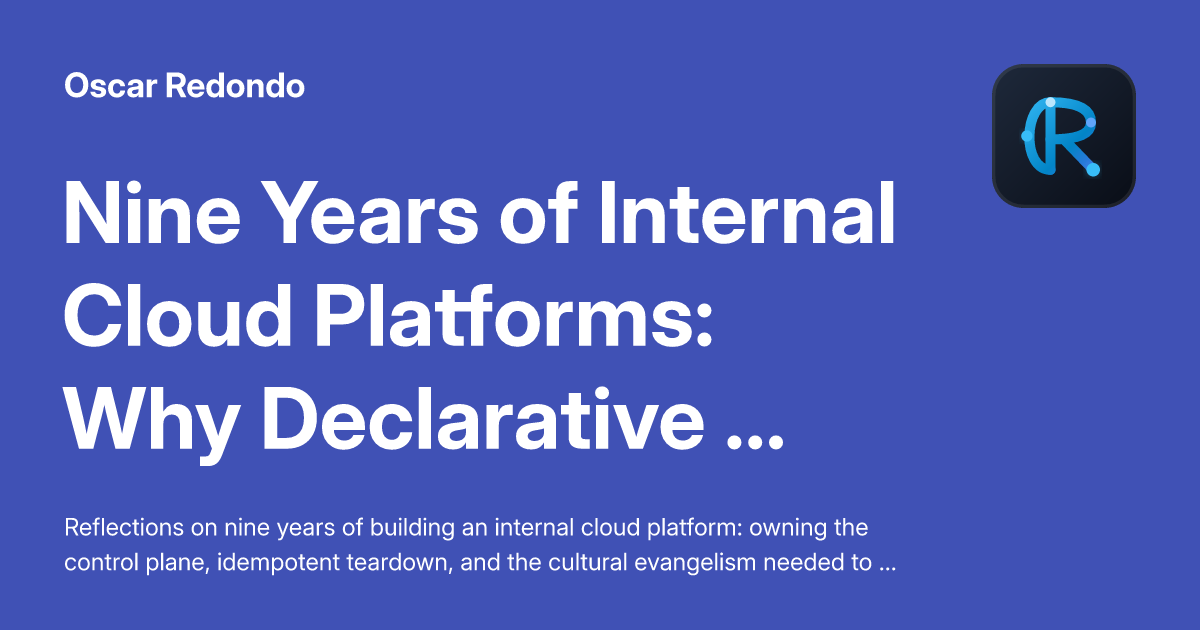 Oscar Redondo
Nine Years of Internal
Cloud Platforms:
Why Declarative ...
Reflections on nine years of building an internal cloud platform: owning the
control plane, idempotent teardown, and the cultural evangelism needed to ...